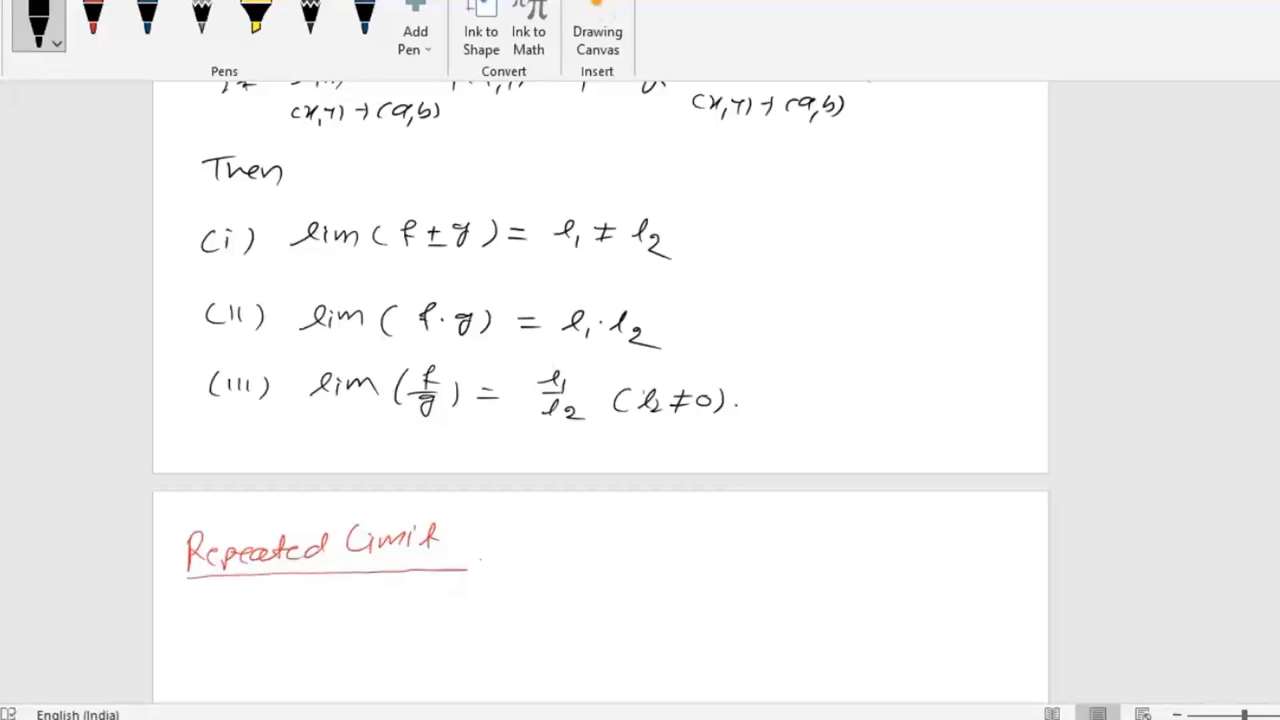 Add Pen
Ink to Shape
Ink to Math
Drawing Canvas
Pens
Convert
Insert
(x,y)→(a,b) (x,y)→(a,b)
Then
(i) lim(f±g) = l₁ ≠ l₂
(ii) lim(f·g) = l₁·l₂
(iii) lim(f/g) = l₁/l₂ (l₂≠0).
Repeated Limit
English (India)